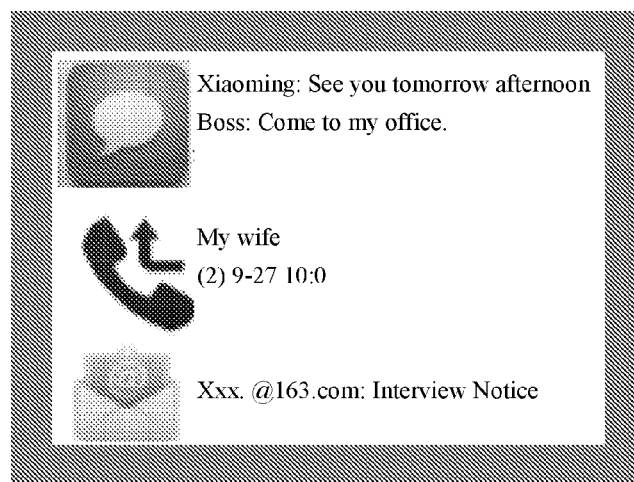 Xiaoming: See you tomorrow afternoon
Boss: Come to my office.
My wife
(2) 9-27 10:0
Xxx. @163.com: Interview Notice